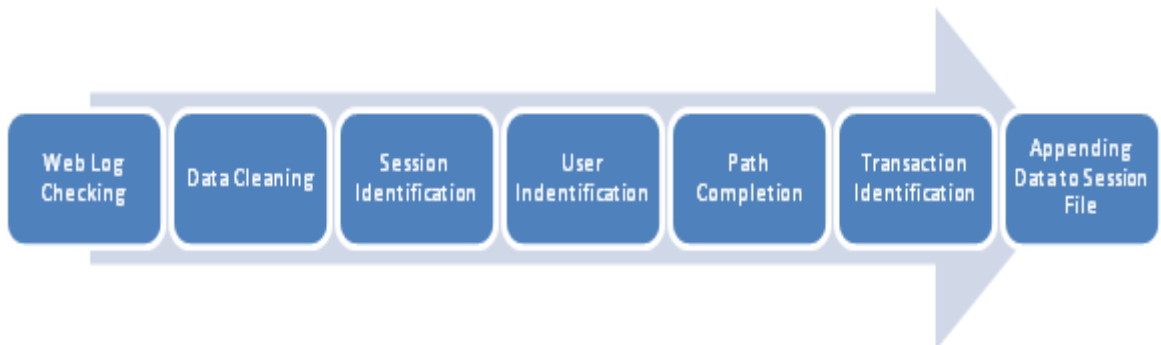 Web Log
Checking
Data Cleaning
Session
Identification
User
Indentification
Path
Completion
Transaction
Identification
Appending
Data to Session
File